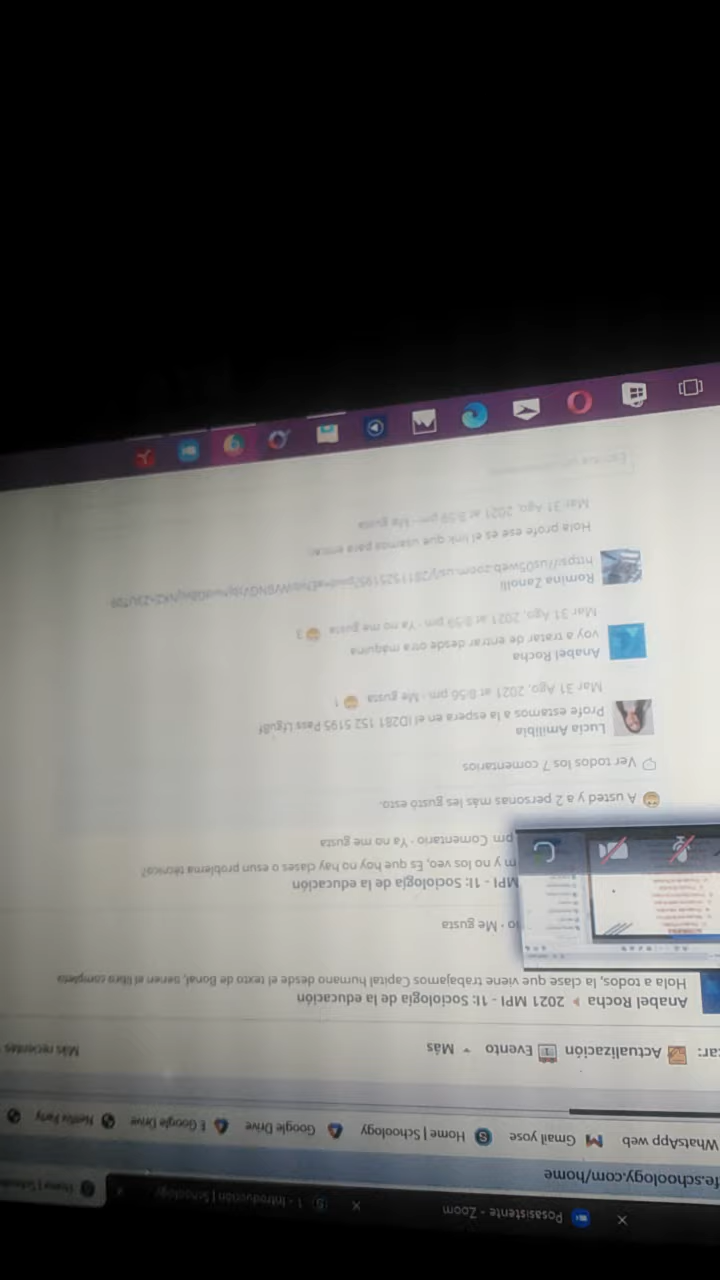 Posasistente - Zoom
1 - Introducción | Schoology
fe.schoology.com/home
WhatsApp web
Gmail yose
Home | Schoology
Google Drive
E Google Drive
Netflix Party
Actualización
Evento
Más
Más recientes
Anabel Rocha ▸ 2021 MPI - 1I: Sociología de la educación
Hola a todos, la clase que viene trabajamos Capital humano desde el texto de Bonal, tienen el libro completo
Me gusta
MPI - 1I: Sociología de la educación
y no los veo, Es que hoy no hay clases o esun problema técnico?
pm Comentario · Ya no me gusta
A usted y a 2 personas más les gustó esto.
Ver todos los 7 comentarios
Lucia Amilibia
Profe estamos a la espera en el ID281 152 5195 Pass
Mar 31 Ago, 2021 at 8:56 pm · Me gusta 1
Anabel Rocha
voy a tratar de entrar desde otra máquina
Mar 31 Ago, 2021 at 8:59 pm · Ya no me gusta 3
Romina Zanolli
Hola profe ese es el link que usamos para entrar.
Mar 31 Ago, 2021 at 8:59 pm · Me gusta